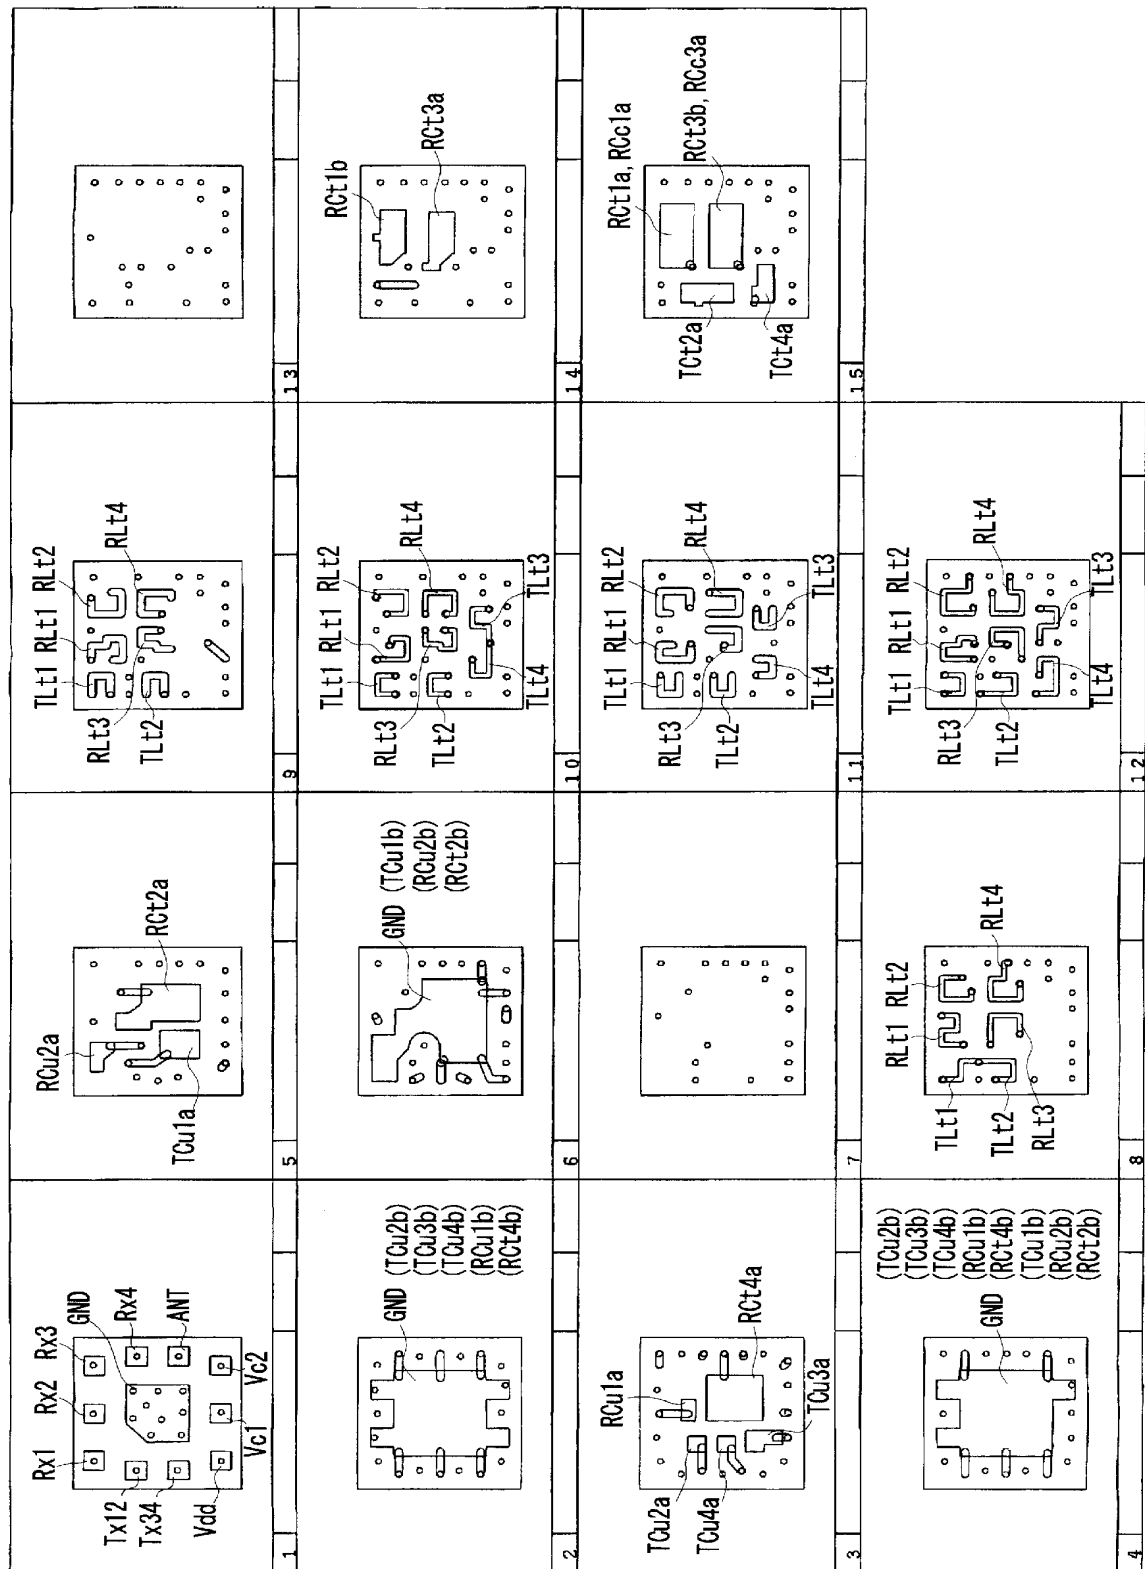 Rx1
Rx2
Rx3
GND
Rx4
ANT
Tx12
Tx34
Vdd
Vc1
Vc2
1
GND
(TCu2b)
(TCu3b)
(TCu4b)
(RCu1b)
(RCt4b)
2
RCu1a
RCt4a
TCu2a
TCu4a
TCu3a
3
(TCu2b)
(TCu3b)
(TCu4b)
(RCu1b)
(RCt4b)
(TCu1b)
(RCu2b)
(RCt2b)
GND
4
RCu2a
RCt2a
TCu1a
5
GND
(TCu1b)
(RCu2b)
(RCt2b)
6
7
RLt1
RLt2
RLt4
TLt1
TLt2
RLt3
8
TLt1
RLt1
RLt2
RLt4
RLt3
TLt2
9
TLt1
RLt1
RLt2
RLt4
RLt3
TLt2
TLt4
TLt3
10
TLt1
RLt1
RLt2
RLt4
RLt3
TLt2
TLt4
TLt3
11
TLt1
RLt1
RLt2
RLt4
RLt3
TLt2
TLt4
TLt3
12
13
RCt1b
RCt3a
14
RCt1a, RCc1a
RCt3b, RCc3a
TCt2a
TCt4a
15